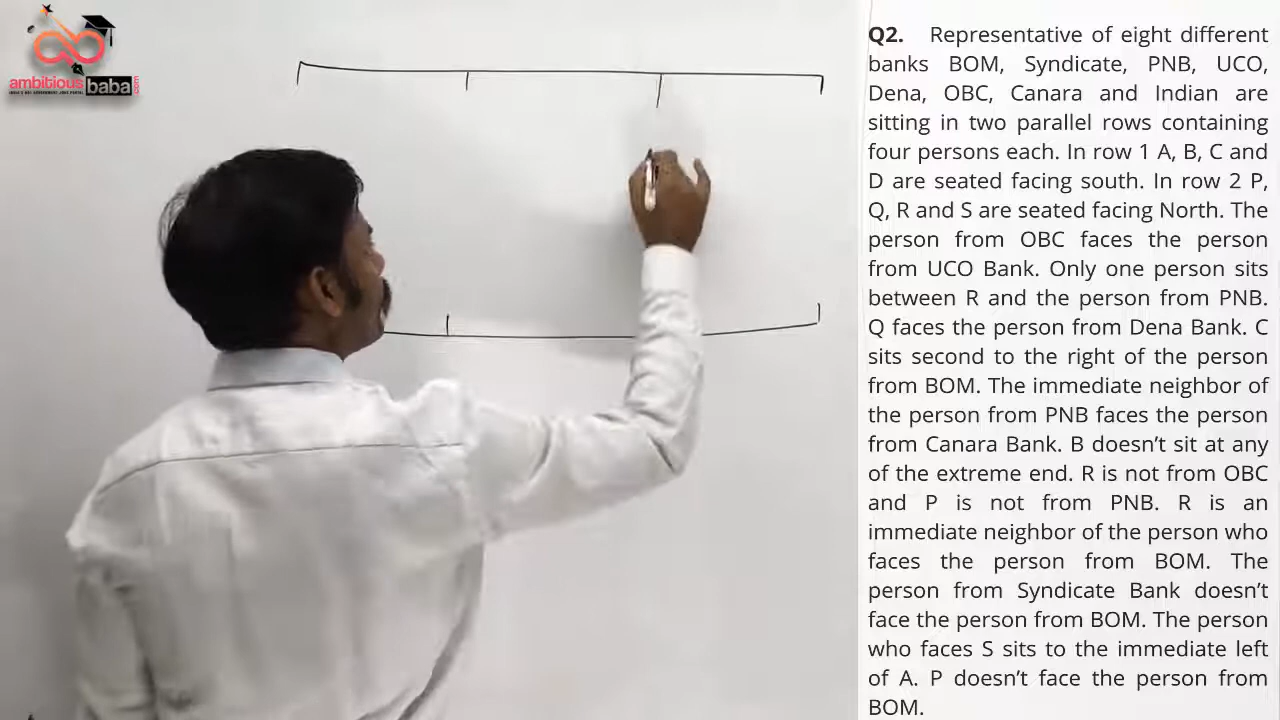 ambitiousbaba.com
Q2. Representative of eight different
banks BOM, Syndicate, PNB, UCO,
Dena, OBC, Canara and Indian are
sitting in two parallel rows containing
four persons each. In row 1 A, B, C and
D are seated facing south. In row 2 P,
Q, R and S are seated facing North. The
person from OBC faces the person
from UCO Bank. Only one person sits
between R and the person from PNB.
Q faces the person from Dena Bank. C
sits second to the right of the person
from BOM. The immediate neighbor of
the person from PNB faces the person
from Canara Bank. B doesn’t sit at any
of the extreme end. R is not from OBC
and P is not from PNB. R is an
immediate neighbor of the person who
faces the person from BOM. The
person from Syndicate Bank doesn’t
face the person from BOM. The person
who faces S sits to the immediate left
of A. P doesn’t face the person from
BOM.